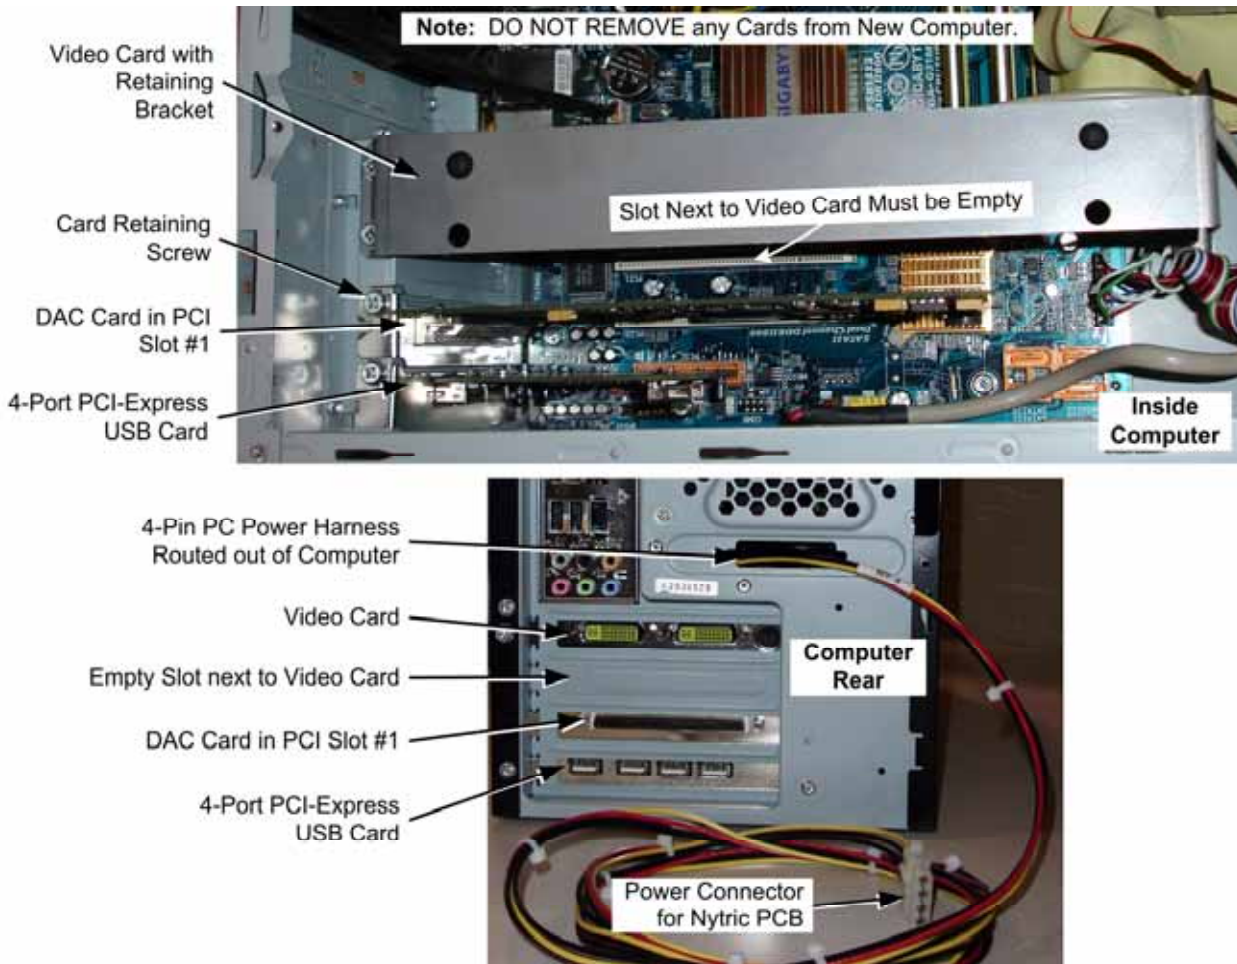 Note: DO NOT REMOVE any Cards from New Computer.
Video Card with
Retaining
Bracket
GIGABYT
Slot Next to Video Card Must be Empty
Card Retaining
Screw
DAC Card in PCI
Slot #1
SATAII
4-Port PCI-Express
USB Card
Inside
Computer
4-Pin PC Power Harness
Routed out of Computer
Video Card
Computer
Rear
Empty Slot next to Video Card
DAC Card in PCI Slot #1
4-Port PCI-Express
USB Card
Power Connector
for Nytric PCB